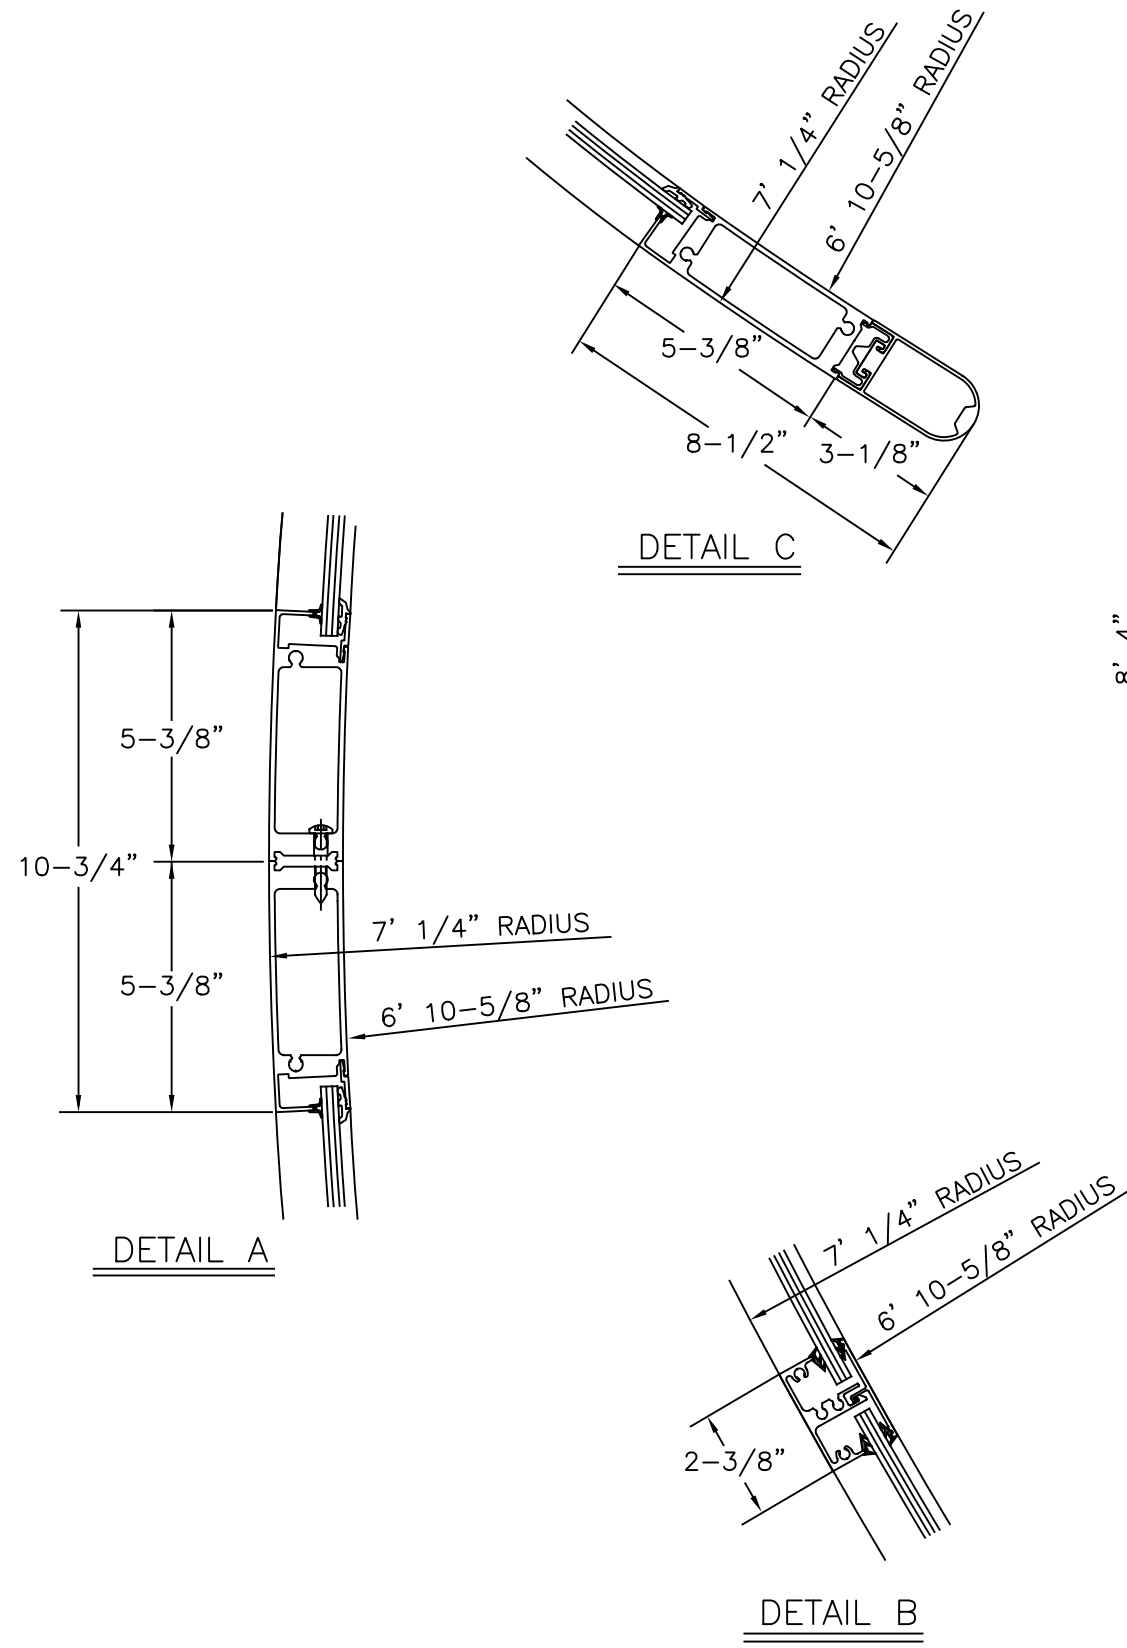 7' 1/4" RADIUS
6' 10-5/8" RADIUS
5-3/8"
8-1/2"
3-1/8"
DETAIL C
8' 4"
5-3/8"
10-3/4"
5-3/8"
7' 1/4" RADIUS
6' 10-5/8" RADIUS
DETAIL A
7' 1/4" RADIUS
6' 10-5/8" RADIUS
2-3/8"
DETAIL B